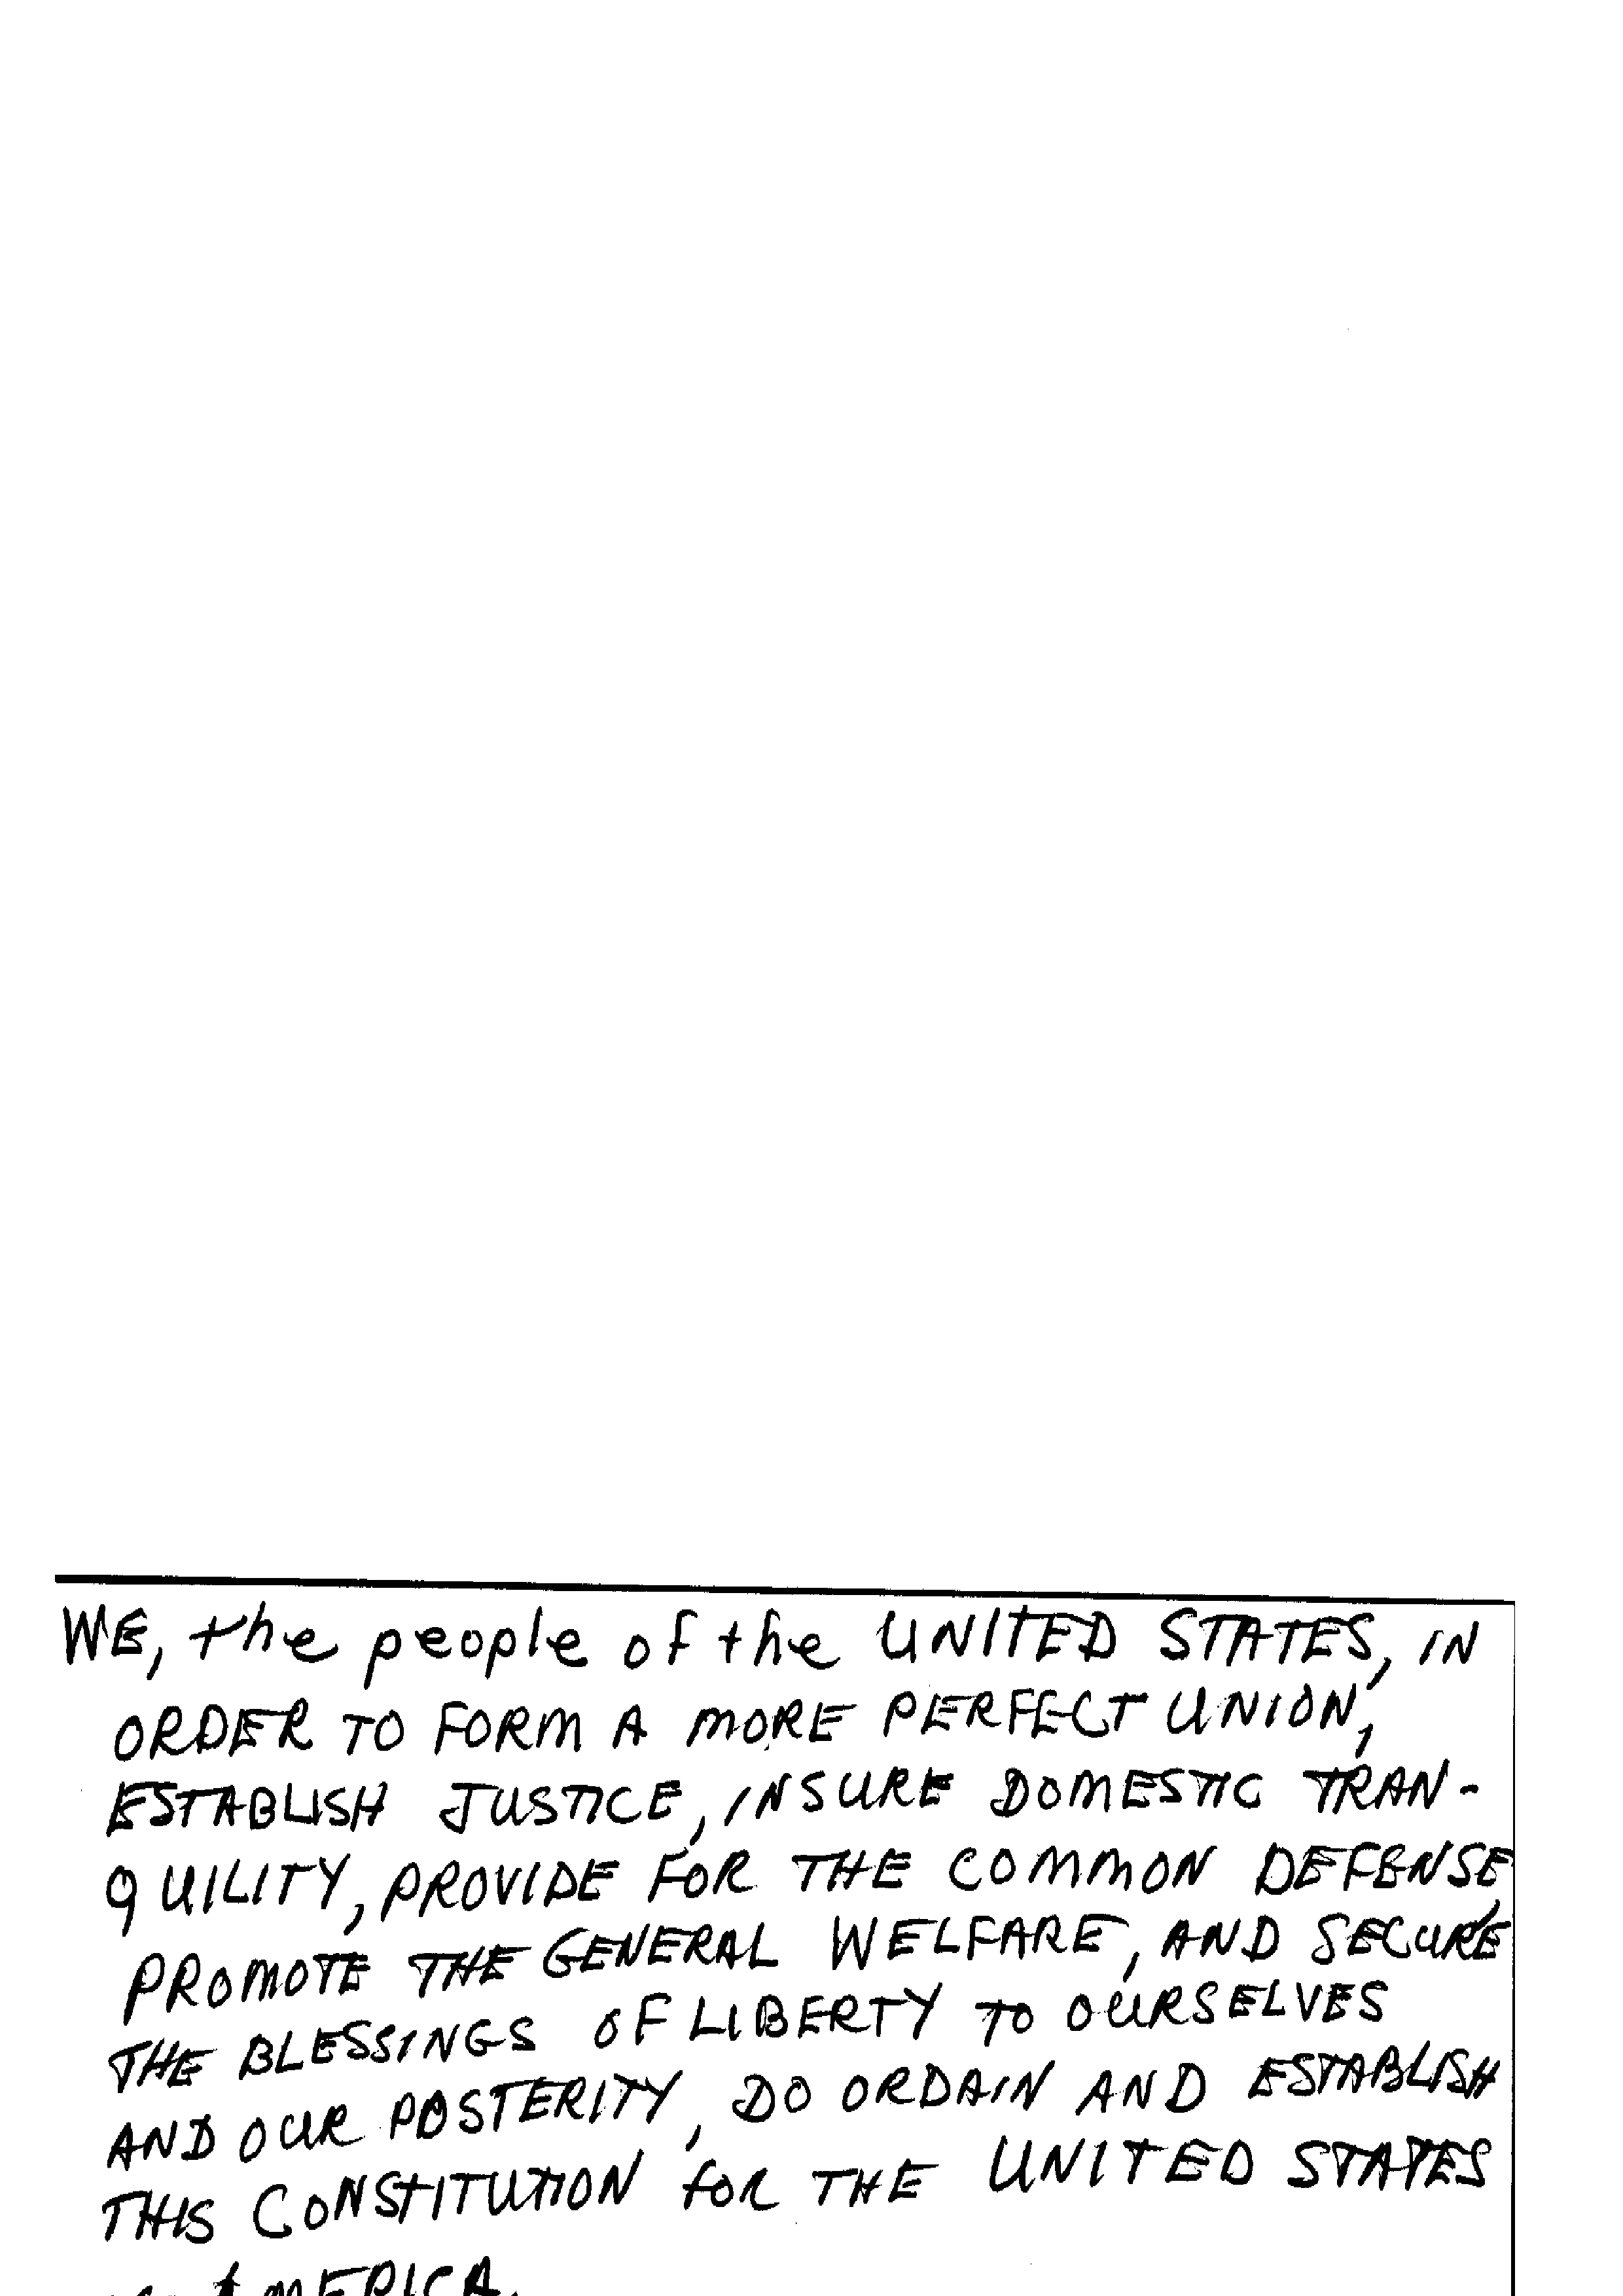 WE, the people of the UNITED STATES, IN
ORDER TO FORM A MORE PERFECT UNION,
ESTABLISH JUSTICE, INSURE DOMESTIC TRAN-
QUILITY, PROVIDE FOR THE COMMON DEFENSE,
PROMOTE THE GENERAL WELFARE, AND SECURE
THE BLESSINGS OF LIBERTY TO OURSELVES
AND OUR POSTERITY, DO ORDAIN AND ESTABLISH
THIS CONSTITUTION FOR THE UNITED STATES
AMERICA.